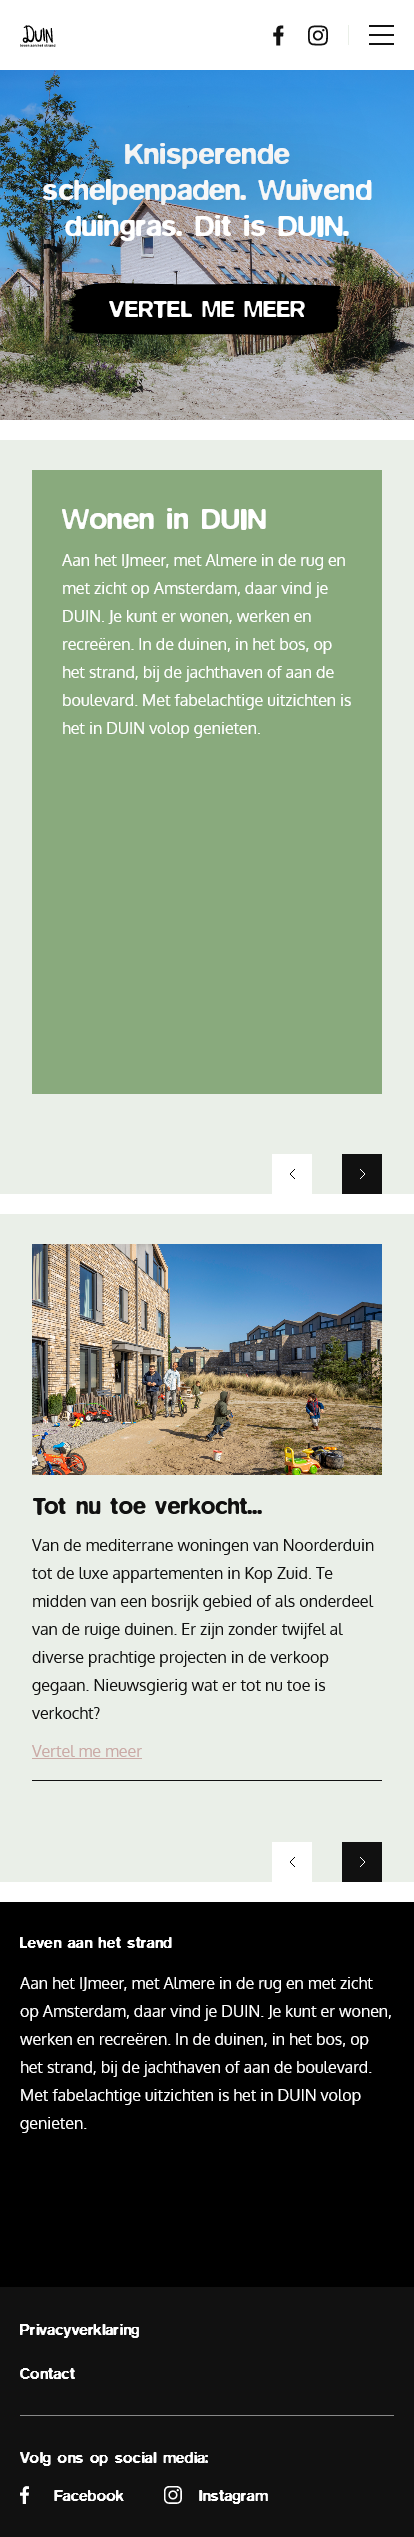 DUIN
leven aan het strand
Knisperende
schelpenpaden. Wuivend
duingras. Dit is DUIN.
VERTEL ME MEER
Wonen in DUIN
Aan het IJmeer, met Almere in de rug en
met zicht op Amsterdam, daar vind je
DUIN. Je kunt er wonen, werken en
recreëren. In de duinen, in het bos, op
het strand, bij de jachthaven of aan de
boulevard. Met fabelachtige uitzichten is
het in DUIN volop genieten.
Tot nu toe verkocht...
Van de mediterrane woningen van Noorderduin
tot de luxe appartementen in Kop Zuid. Te
midden van een bosrijk gebied of als onderdeel
van de ruige duinen. Er zijn zonder twijfel al
diverse prachtige projecten in de verkoop
gegaan. Nieuwsgierig wat er tot nu toe is
verkocht?
Vertel me meer
Leven aan het strand
Aan het IJmeer, met Almere in de rug en met zicht
op Amsterdam, daar vind je DUIN. Je kunt er wonen,
werken en recreëren. In de duinen, in het bos, op
het strand, bij de jachthaven of aan de boulevard.
Met fabelachtige uitzichten is het in DUIN volop
genieten.
Privacyverklaring
Contact
Volg ons op social media:
Facebook Instagram